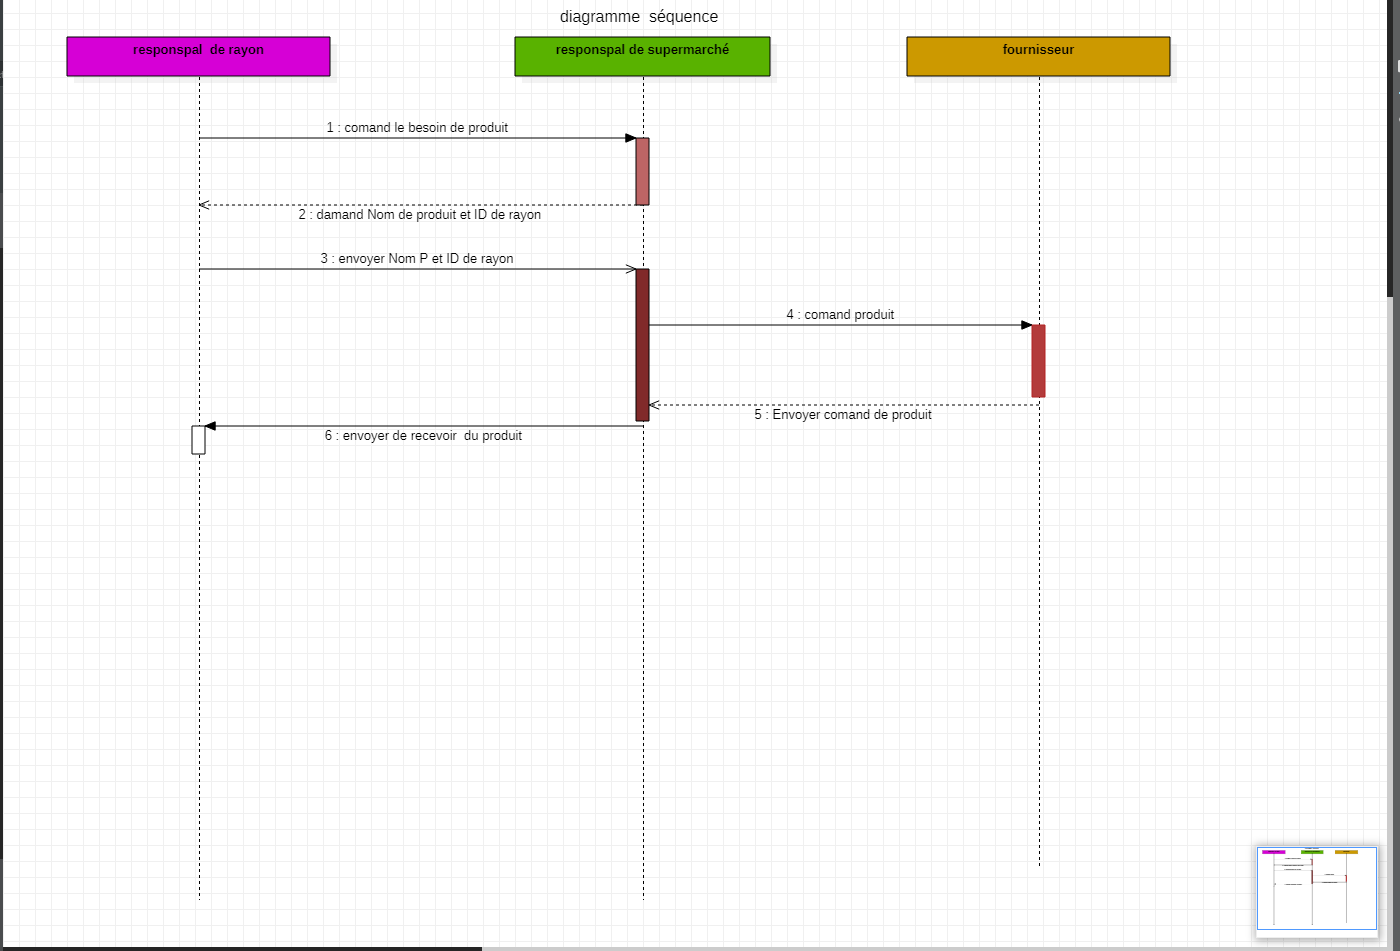 diagramme  séquence
responspal  de rayon
responspal de supermarché
fournisseur
1 : comand le besoin de produit
2 : damand Nom de produit et ID de rayon
3 : envoyer Nom P et ID de rayon
4 : comand produit
5 : Envoyer comand de produit
6 : envoyer de recevoir  du produit